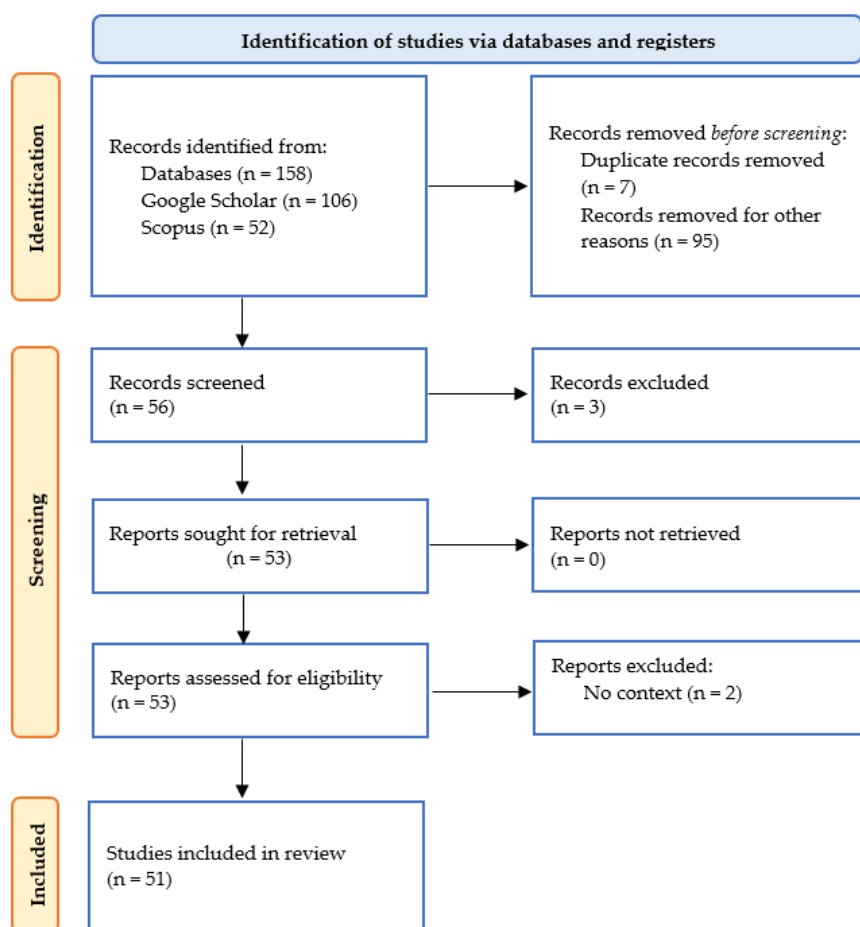 Identification of studies via databases and registers
Identification
Records identified from:
Databases (n = 158)
Google Scholar (n = 106)
Scopus (n = 52)
Records removed before screening:
Duplicate records removed
(n = 7)
Records removed for other
reasons (n = 95)
Screening
Records screened
(n = 56)
Records excluded
(n = 3)
Reports sought for retrieval
(n = 53)
Reports not retrieved
(n = 0)
Reports assessed for eligibility
(n = 53)
Reports excluded:
No context (n = 2)
Included
Studies included in review
(n = 51)